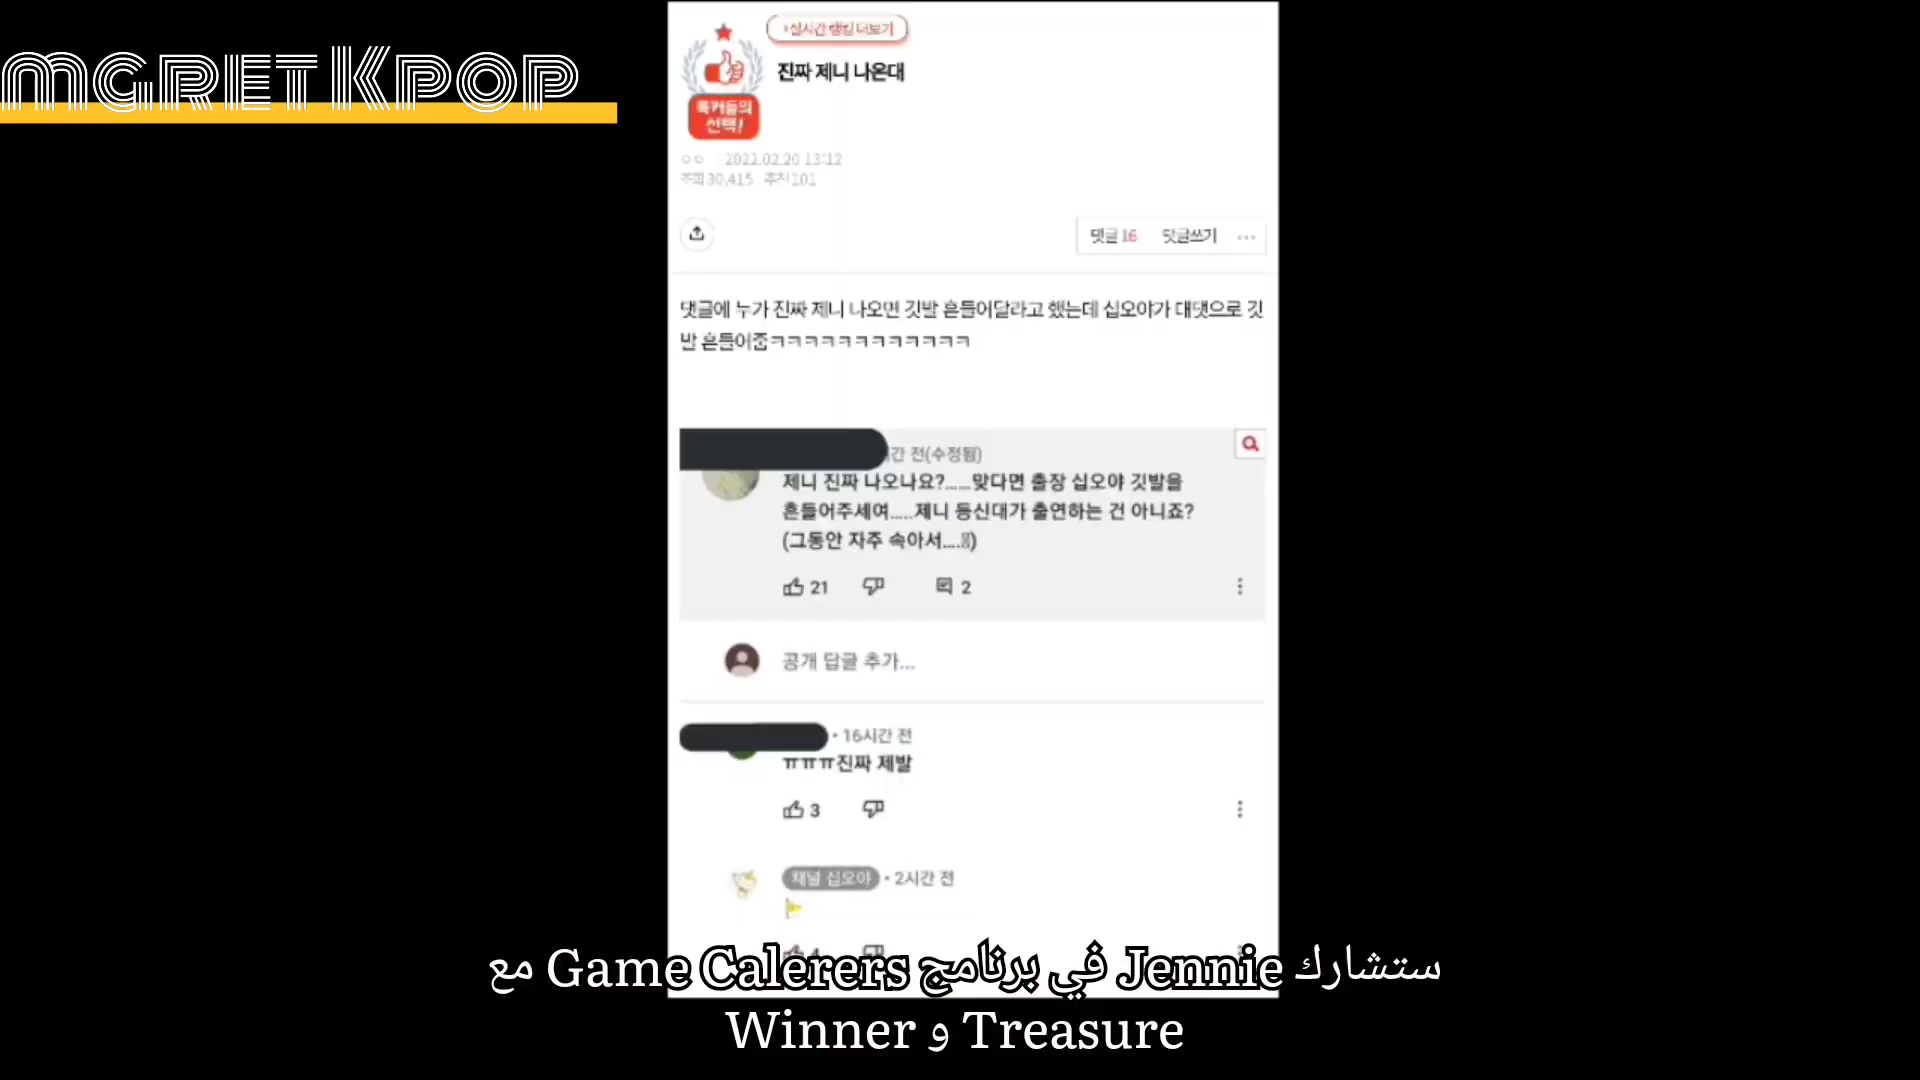 MGRET KPOP
+실시간 랭킹 더보기
진짜 제니 나온대
톡커들의
선택!
ㅇㅇ 2022.02.20 13:12
조회 30,415 추천 101
댓글 16 댓글쓰기 ...
댓글에 누가 진짜 제니 나오면 깃발 흔들어달라고 했는데 십오야가 대댓으로 깃
발 흔들어줌ㅋㅋㅋㅋㅋㅋㅋㅋㅋㅋㅋㅋ
간 전(수정됨)
제니 진짜 나오나요?......맞다면 출장 십오야 깃발을
흔들어주세여.....제니 등신대가 출연하는 건 아니죠?
(그동안 자주 속아서....)
21 2
공개 답글 추가...
• 16시간 전
ㅠㅠㅠ진짜 제발
3
채널 십오야 • 2시간 전
4
ستشارك Jennie في برنامج Game Calerers مع
Treasure و Winner